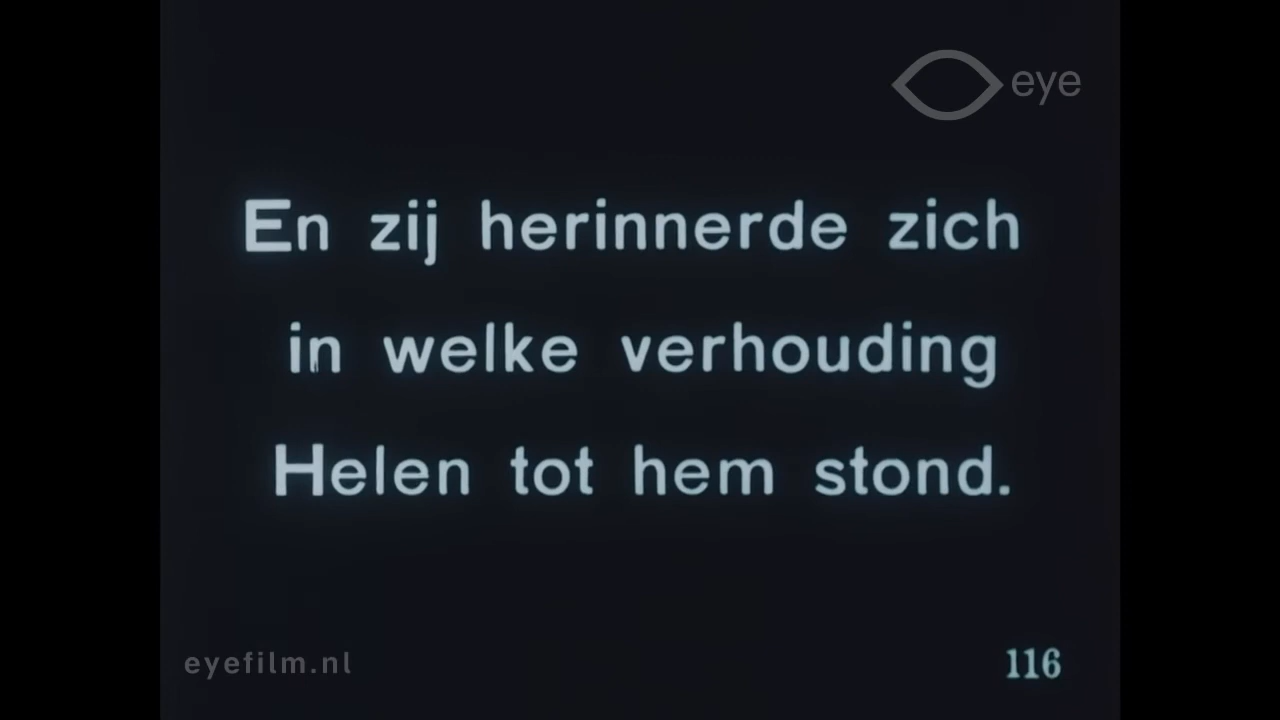 eye
En zij herinnerde zich
in welke verhouding
Helen tot hem stond.
eyefilm.nl
116